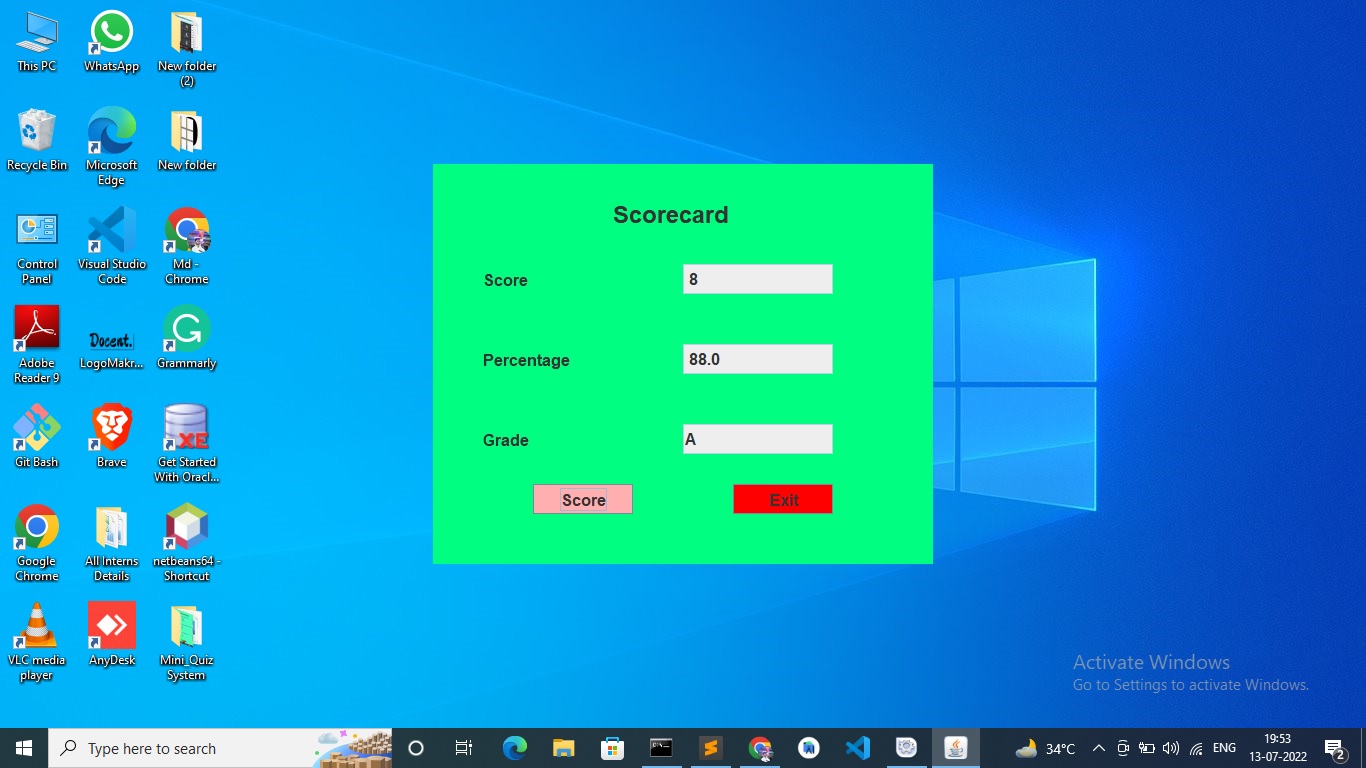 This PC
WhatsApp
New folder
(2)
Recycle Bin
Microsoft
Edge
New folder
Control
Panel
Visual Studio
Code
Md -
Chrome
Adobe
Reader 9
Docent.
LogoMakr...
Grammarly
Git Bash
Brave
XE
Get Started
With Oracl...
Google
Chrome
All Interns
Details
netbeans64 -
Shortcut
VLC media
player
AnyDesk
Mini_Quiz
System
Scorecard
Score
8
Percentage
88.0
Grade
A
Score
Exit
Activate Windows
Go to Settings to activate Windows.
Type here to search
34°C
ENG
19:53
13-07-2022
2